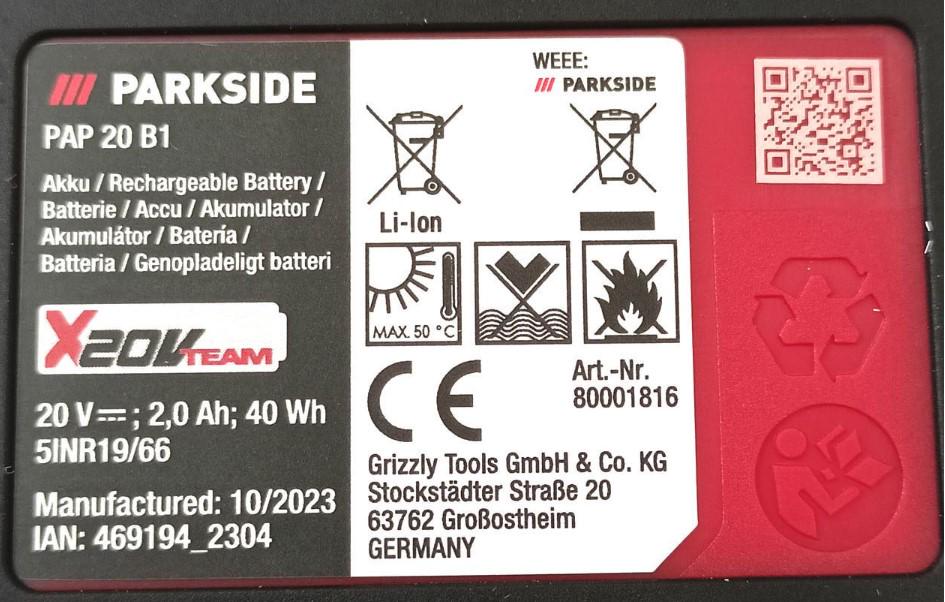 PARKSIDE
PAP 20 B1
Akku / Rechargeable Battery /
Batterie / Accu / Akumulator /
Akumulátor / Batería /
Batteria / Genopladeligt batteri
X20V TEAM
20 V⎓; 2,0 Ah; 40 Wh
5INR19/66
Manufactured: 10/2023
IAN: 469194_2304
WEEE:
PARKSIDE
Li-Ion
MAX. 50 °C
CE
Art.-Nr.
80001816
Grizzly Tools GmbH & Co. KG
Stockstädter Straße 20
63762 Großostheim
GERMANY